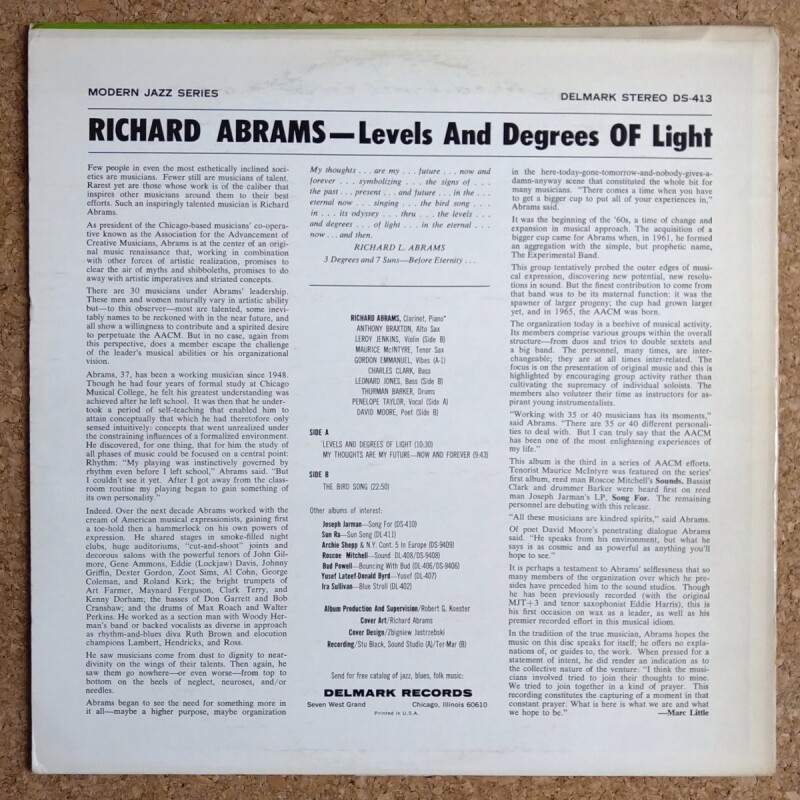 MODERN JAZZ SERIES
DELMARK STEREO DS-413
RICHARD ABRAMS—Levels And Degrees OF Light
Few people in even the most esthetically inclined soci-
eties are musicians. Fewer still are musicians of talent.
Rarest yet are those whose work is of the caliber that
inspires other musicians around them to their best
efforts. Such an inspiringly talented musician is Richard
Abrams.
As president of the Chicago-based musicians' co-opera-
tive known as the Association for the Advancement of
Creative Musicians, Abrams is at the center of an origi-
nal music renaissance that, working in combination
with other forces of artistic realization, promises to
clear the air of myths and shibboleths, promises to do
away with artistic imperatives and striated concepts.
There are 30 musicians under Abrams' leadership.
These men and women naturally vary in artistic ability
but—to this observer—most are talented, some inevi-
tably names to be reckoned with in the near future, and
all show a willingness to contribute and a spirited desire
to perpetuate the AACM. But in no case, again from
this perspective, does a member escape the challenge
of the leader's musical abilities or his organizational
vision.
Abrams, 37, has been a working musician since 1948.
Though he had four years of formal study at Chicago
Musical College, he felt his greatest understanding was
achieved after he left school. It was then that he under-
took a period of self-teaching that enabled him to
attain conceptually that which he had theretofore only
sensed intuitively: concepts that went unrealized under
the constraining influences of a formalized environment.
He discovered, for one thing, that for him the study of
all phases of music could be focused on a central point:
Rhythm: "My playing was instinctively governed by
rhythm even before I left school," Abrams said. "But
I couldn't see it yet. After I got away from the class-
room routine my playing began to gain something of
its own personality."
Indeed. Over the next decade Abrams worked with the
cream of American musical expressionists, gaining first
a toe-hold then a hammerlock on his own powers of
expression. He shared stages in smoke-filled night
clubs, huge auditoriums, "cut-and-shoot" joints and
decorous salons with the powerful tenors of John Gil-
more, Gene Ammons, Eddie (Lockjaw) Davis, Johnny
Griffin, Dexter Gordon, Zoot Sims, Al Cohn, George
Coleman, and Roland Kirk; the bright trumpets of
Art Farmer, Maynard Ferguson, Clark Terry, and
Kenny Dorham; the basses of Don Garrett and Bob
Cranshaw; and the drums of Max Roach and Walter
Perkins. He worked as a section man with Woody Her-
man's band or backed vocalists as diverse in approach
as rhythm-and-blues diva Ruth Brown and elocution
champions Lambert, Hendricks, and Ross.
He saw musicians come from dust to dignity to near-
divinity on the wings of their talents. Then again, he
saw them go nowhere—or even worse—from top to
bottom on the heels of neglect, neuroses, and/or
needles.
Abrams began to see the need for something more in
it all—maybe a higher purpose, maybe organization
My thoughts . . . are my . . . future . . . now and
forever . . . symbolizing . . . the signs of . . .
the past . . . present . . . and future . . . in the . . .
eternal now . . . singing . . . the bird song . . .
in . . . its odyssey . . . thru . . . the levels . . .
and degrees . . . of light . . . in the eternal . . .
now . . . and then.
RICHARD L. ABRAMS
3 Degrees and 7 Suns—Before Eternity . . .
RICHARD ABRAMS, Clarinet, Piano*
ANTHONY BRAXTON, Alto Sax
LEROY JENKINS, Violin (Side B)
MAURICE McINTYRE, Tenor Sax
GORDON EMMANUEL, Vibes (A-1)
CHARLES CLARK, Bass
LEONARD JONES, Bass (Side B)
THURMAN BARKER, Drums
PENELOPE TAYLOR, Vocal (Side A)
DAVID MOORE, Poet (Side B)
SIDE A
LEVELS AND DEGREES OF LIGHT (10:30)
MY THOUGHTS ARE MY FUTURE—NOW AND FOREVER (9:43)
SIDE B
THE BIRD SONG (22:50)
Other albums of interest:
Joseph Jarman—Song For (DS-410)
Sun Ra—Sun Song (DL-411)
Archie Shepp & N.Y. Cont. 5 In Europe (DS-9409)
Roscoe Mitchell—Sound (DL-408/DS-9408)
Bud Powell—Bouncing With Bud (DL-406/DS-9406)
Yusef Lateef-Donald Byrd—Yusef (DL-407)
Ira Sullivan—Blue Stroll (DL-402)
Album Production And Supervision/Robert G. Koester
Cover Art/Richard Abrams
Cover Design/Zbigniew Jastrzebski
Recording/Stu Black, Sound Studio (A)/Ter-Mar (B)
Send for free catalog of jazz, blues, folk music:
DELMARK RECORDS
Seven West Grand Chicago, Illinois 60610
Printed in U.S.A.
in the here-today-gone-tomorrow-and-nobody-gives-a-
damn-anyway scene that constituted the whole bit for
many musicians. "There comes a time when you have
to get a bigger cup to put all of your experiences in,"
Abrams said.
It was the beginning of the '60s, a time of change and
expansion in musical approach. The acquisition of a
bigger cup came for Abrams when, in 1961, he formed
an aggregation with the simple, but prophetic name,
The Experimental Band.
This group tentatively probed the outer edges of musi-
cal expression, discovering new potential, new resolu-
tions in sound. But the finest contribution to come from
that band was to be its maternal function: it was the
spawner of larger progeny; the cup had grown larger
yet, and in 1965, the AACM was born.
The organization today is a beehive of musical activity.
Its members comprise various groups within the overall
structure—from duos and trios to double sextets and
a big band. The personnel, many times, are inter-
changeable; they are at all times inter-related. The
focus is on the presentation of original music and this is
highlighted by encouraging group activity rather than
cultivating the supremacy of individual soloists. The
members also voluteer their time as instructors for as-
pirant young instrumentalists.
"Working with 35 or 40 musicians has its moments,"
said Abrams. "There are 35 or 40 different personali-
ties to deal with. But I can truly say that the AACM
has been one of the most enlightening experiences of
my life."
This album is the third in a series of AACM efforts.
Tenorist Maurice McIntyre was featured on the series'
first album, reed man Roscoe Mitchell's Sounds. Bassist
Clark and drummer Barker were heard first on reed
man Joseph Jarman's LP, Song For. The remaining
personnel are debuting with this release.
"All these musicians are kindred spirits," said Abrams.
Of poet David Moore's penetrating dialogue Abrams
said. "He speaks from his environment, but what he
says is as cosmic and as powerful as anything you'll
hope to see."
It is perhaps a testament to Abrams' selflessness that so
many members of the organization over which he pre-
sides have preceded him to the sound studios. Though
he has been previously recorded (with the original
MJT+3 and tenor saxophonist Eddie Harris), this is
his first occasion on wax as a leader, as well as his
premier recorded effort in this musical idiom.
In the tradition of the true musician, Abrams hopes the
music on this disc speaks for itself; he offers no expla-
nations of, or guides to, the work. When pressed for a
statement of intent, he did render an indication as to
the collective nature of the venture: "I think the musi-
cians involved tried to join their thoughts to mine.
We tried to join together in a kind of prayer. This
recording constitutes the capturing of a moment in that
constant prayer. What is here is what we are and what
we hope to be." —Marc Little